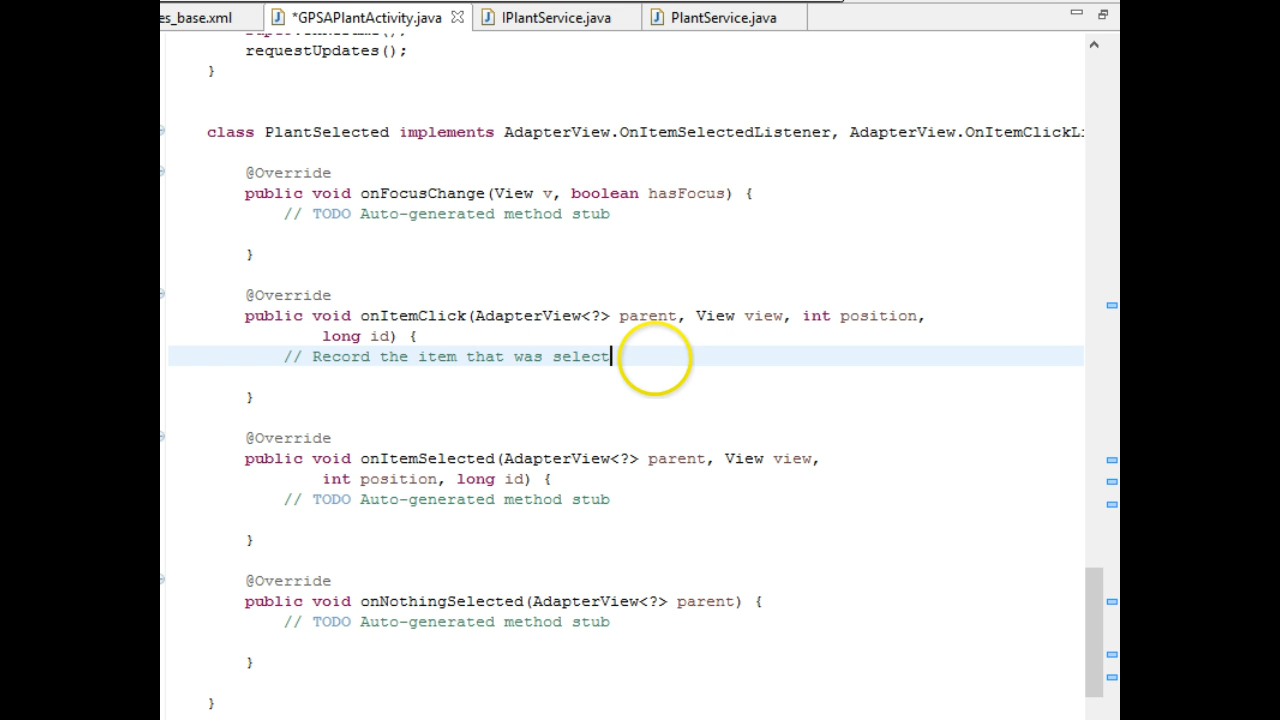 es_base.xml *GPSAPlantActivity.java IPlantService.java PlantService.java
requestUpdates();
}
class PlantSelected implements AdapterView.OnItemSelectedListener, AdapterView.OnItemClickLi
@Override
public void onFocusChange(View v, boolean hasFocus) {
// TODO Auto-generated method stub
}
@Override
public void onItemClick(AdapterView<?> parent, View view, int position,
long id) {
// Record the item that was select
}
@Override
public void onItemSelected(AdapterView<?> parent, View view,
int position, long id) {
// TODO Auto-generated method stub
}
@Override
public void onNothingSelected(AdapterView<?> parent) {
// TODO Auto-generated method stub
}
}